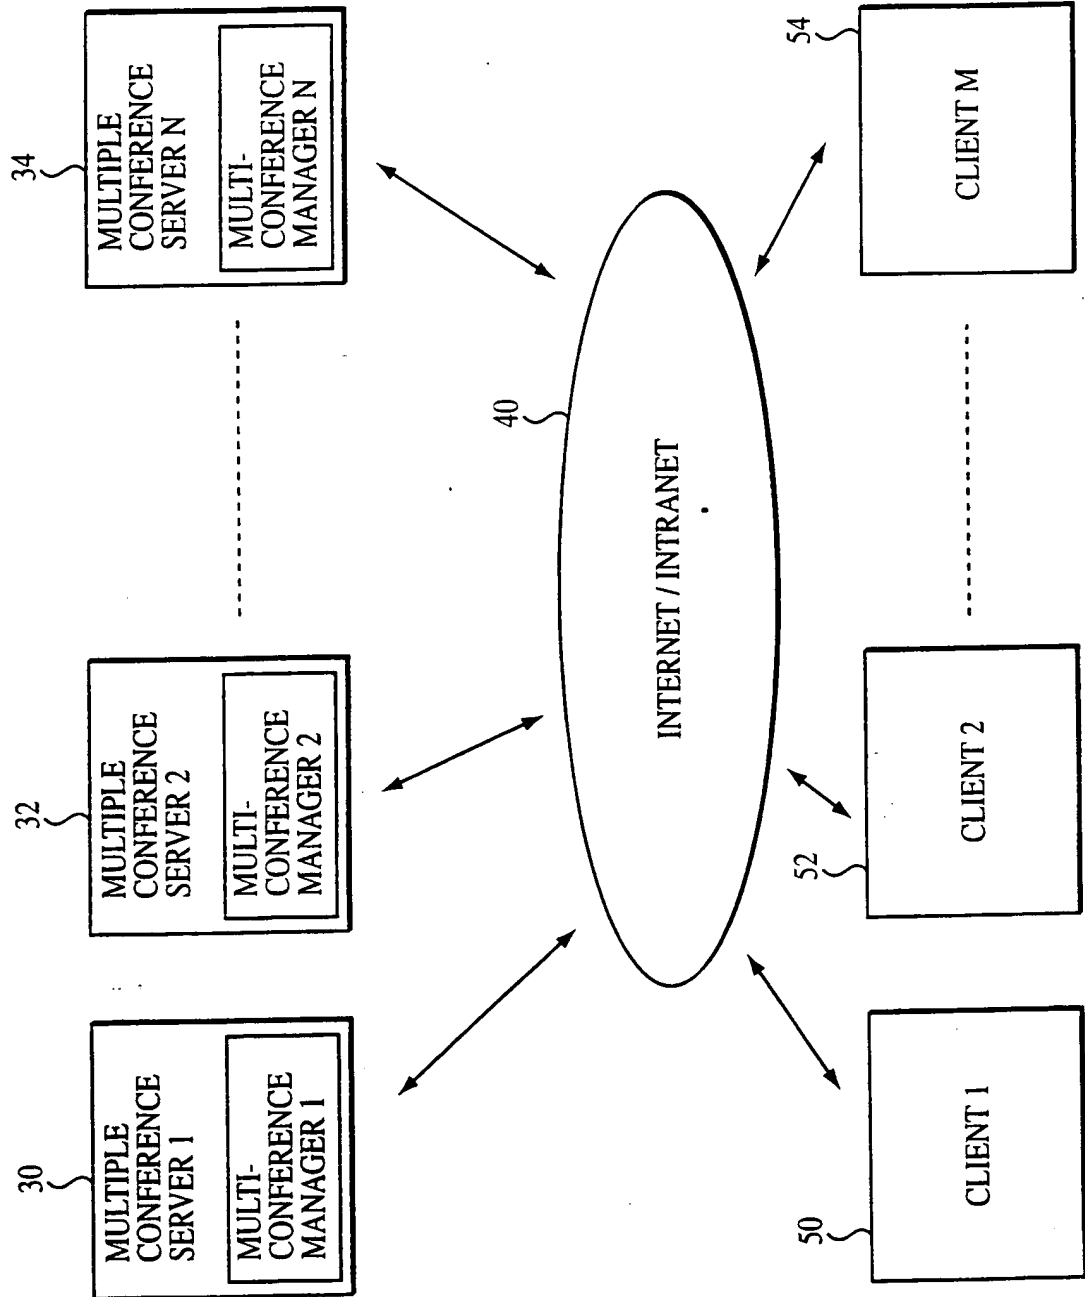 30
MULTIPLE
CONFERENCE
SERVER 1
MULTI-
CONFERENCE
MANAGER 1
32
MULTIPLE
CONFERENCE
SERVER 2
MULTI-
CONFERENCE
MANAGER 2
34
MULTIPLE
CONFERENCE
SERVER N
MULTI-
CONFERENCE
MANAGER N
40
INTERNET / INTRANET
50
CLIENT 1
52
CLIENT 2
54
CLIENT M